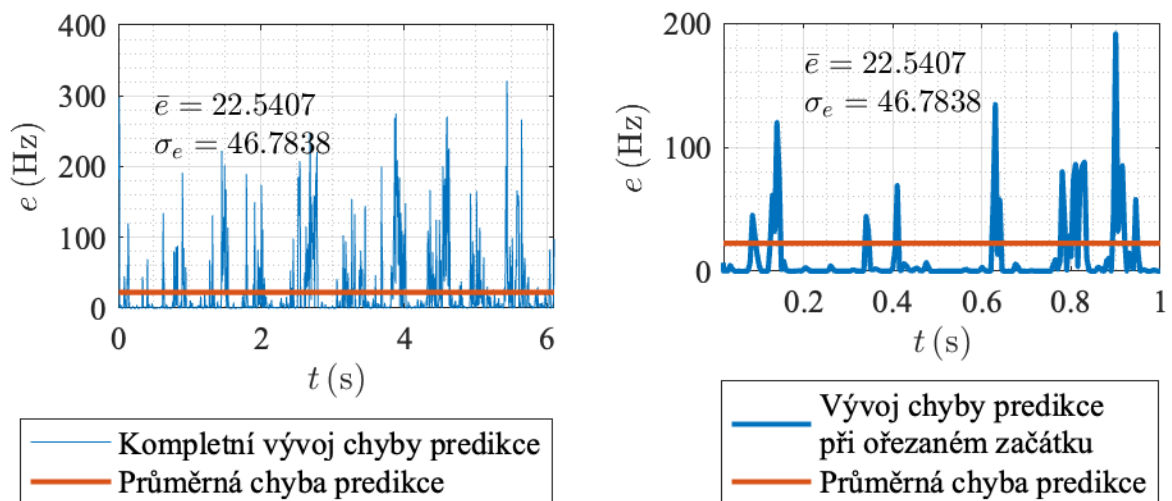 400
300
200
100
0
e (Hz)
ē = 22.5407
σₑ = 46.7838
0 2 4 6
t (s)
Kompletní vývoj chyby predikce
Průměrná chyba predikce
200
100
0
e (Hz)
ē = 22.5407
σₑ = 46.7838
0.2 0.4 0.6 0.8 1
t (s)
Vývoj chyby predikce
při ořezaném začátku
Průměrná chyba predikce